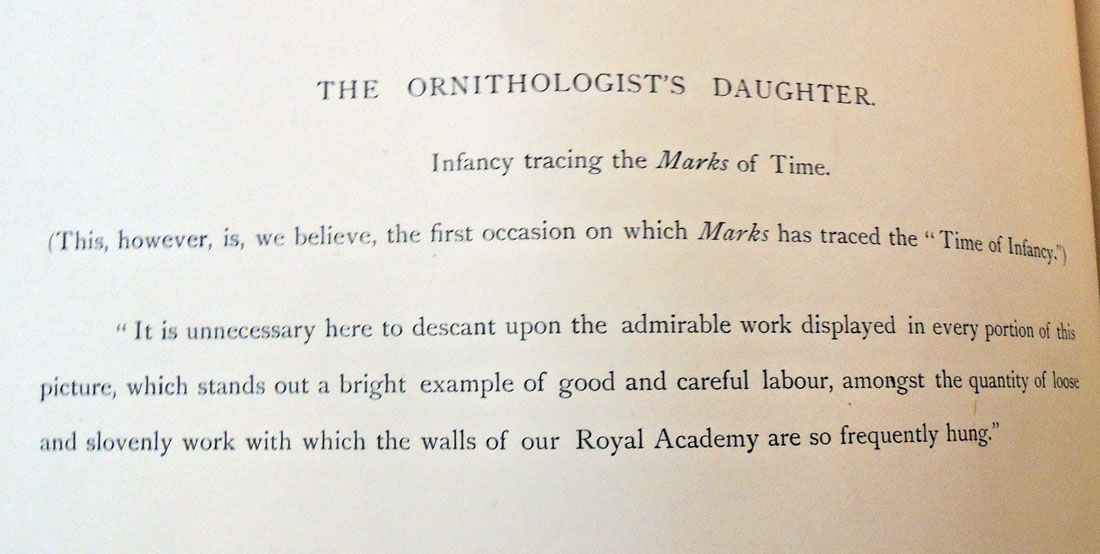 THE ORNITHOLOGIST'S DAUGHTER.
Infancy tracing the Marks of Time.
(This, however, is, we believe, the first occasion on which Marks has traced the “Time of Infancy.”)
“It is unnecessary here to descant upon the admirable work displayed in every portion of this
picture, which stands out a bright example of good and careful labour, amongst the quantity of loose
and slovenly work with which the walls of our Royal Academy are so frequently hung.”